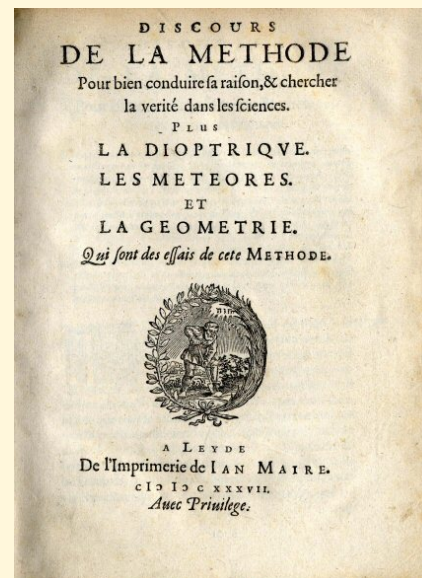 DISCOURS
DE LA METHODE
Pour bien conduire ſa raiſon,& chercher
la verité dans les ſciences.
PLUS
LA DIOPTRIQVE.
LES METEORES.
ET
LA GEOMETRIE.
Qui ſont des eſſais de cete METHODE.
A LEYDE
De l'Imprimerie de IAN MAIRE.
cIↄ Iↄ c xxxvii.
Avec Privilege.